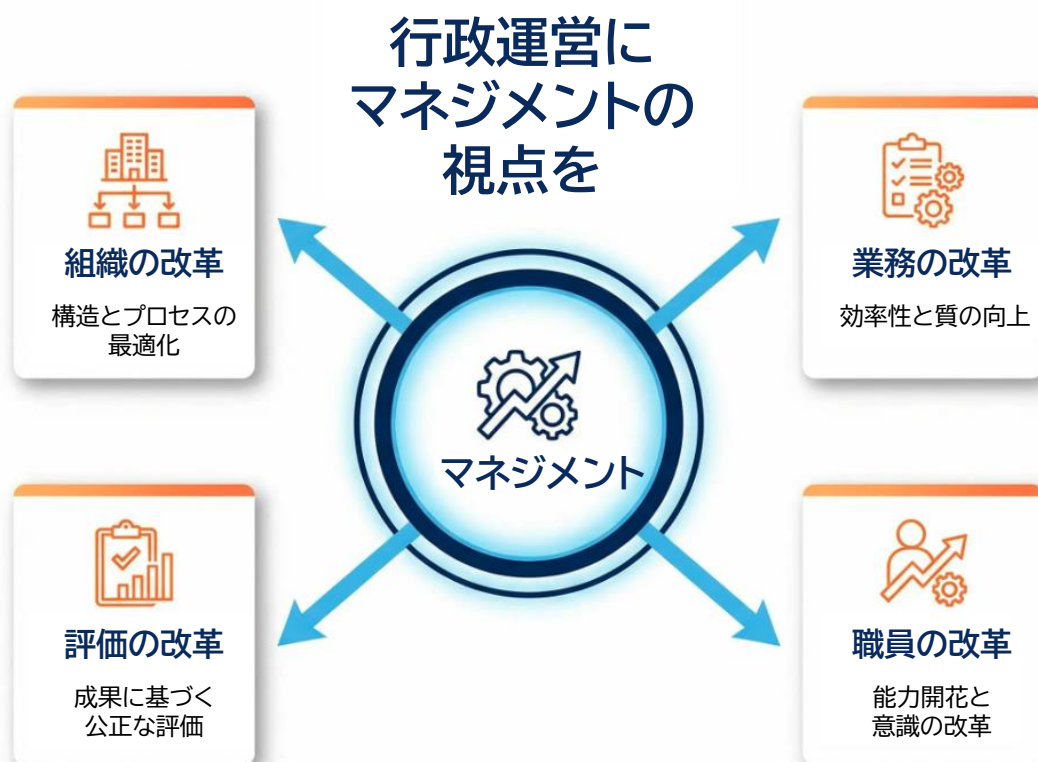 行政運営に
マネジメントの
視点を
組織の改革
構造とプロセスの
最適化
業務の改革
効率性と質の向上
マネジメント
評価の改革
成果に基づく
公正な評価
職員の改革
能力開花と
意識の改革